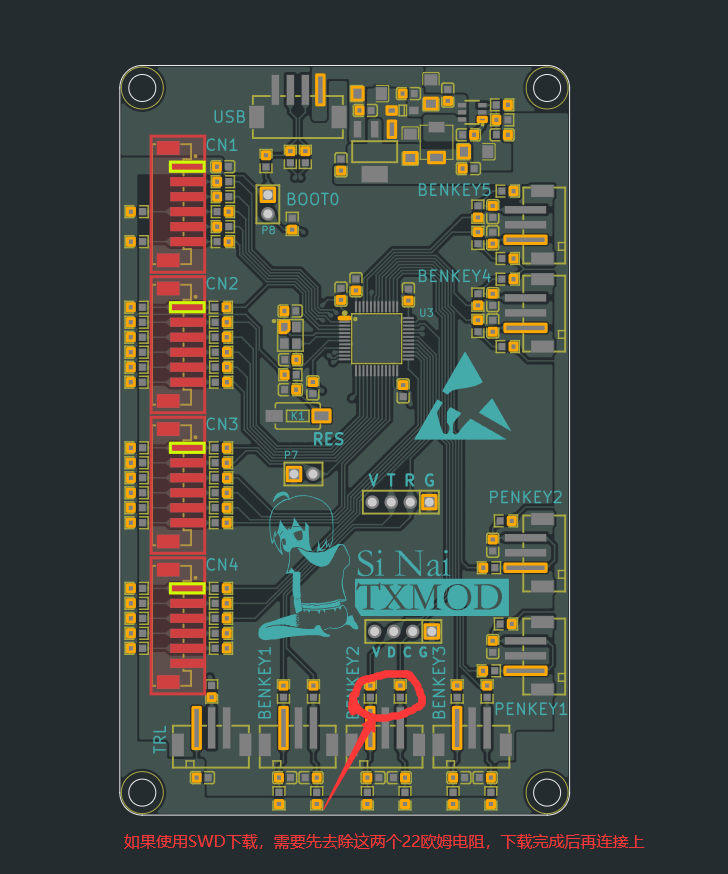 USB
CN1
BOOT0
P8
BENKEY5
CN2
BENKEY4
U3
K1
RES
CN3
P7
V T R G
PENKEY2
Si Nai
TXMOD
CN4
V D C G
BENKEY1
BENKEY2
BENKEY3
PENKEY1
TRL
如果使用SWD下载，需要先去除这两个22欧姆电阻，下载完成后再连接上